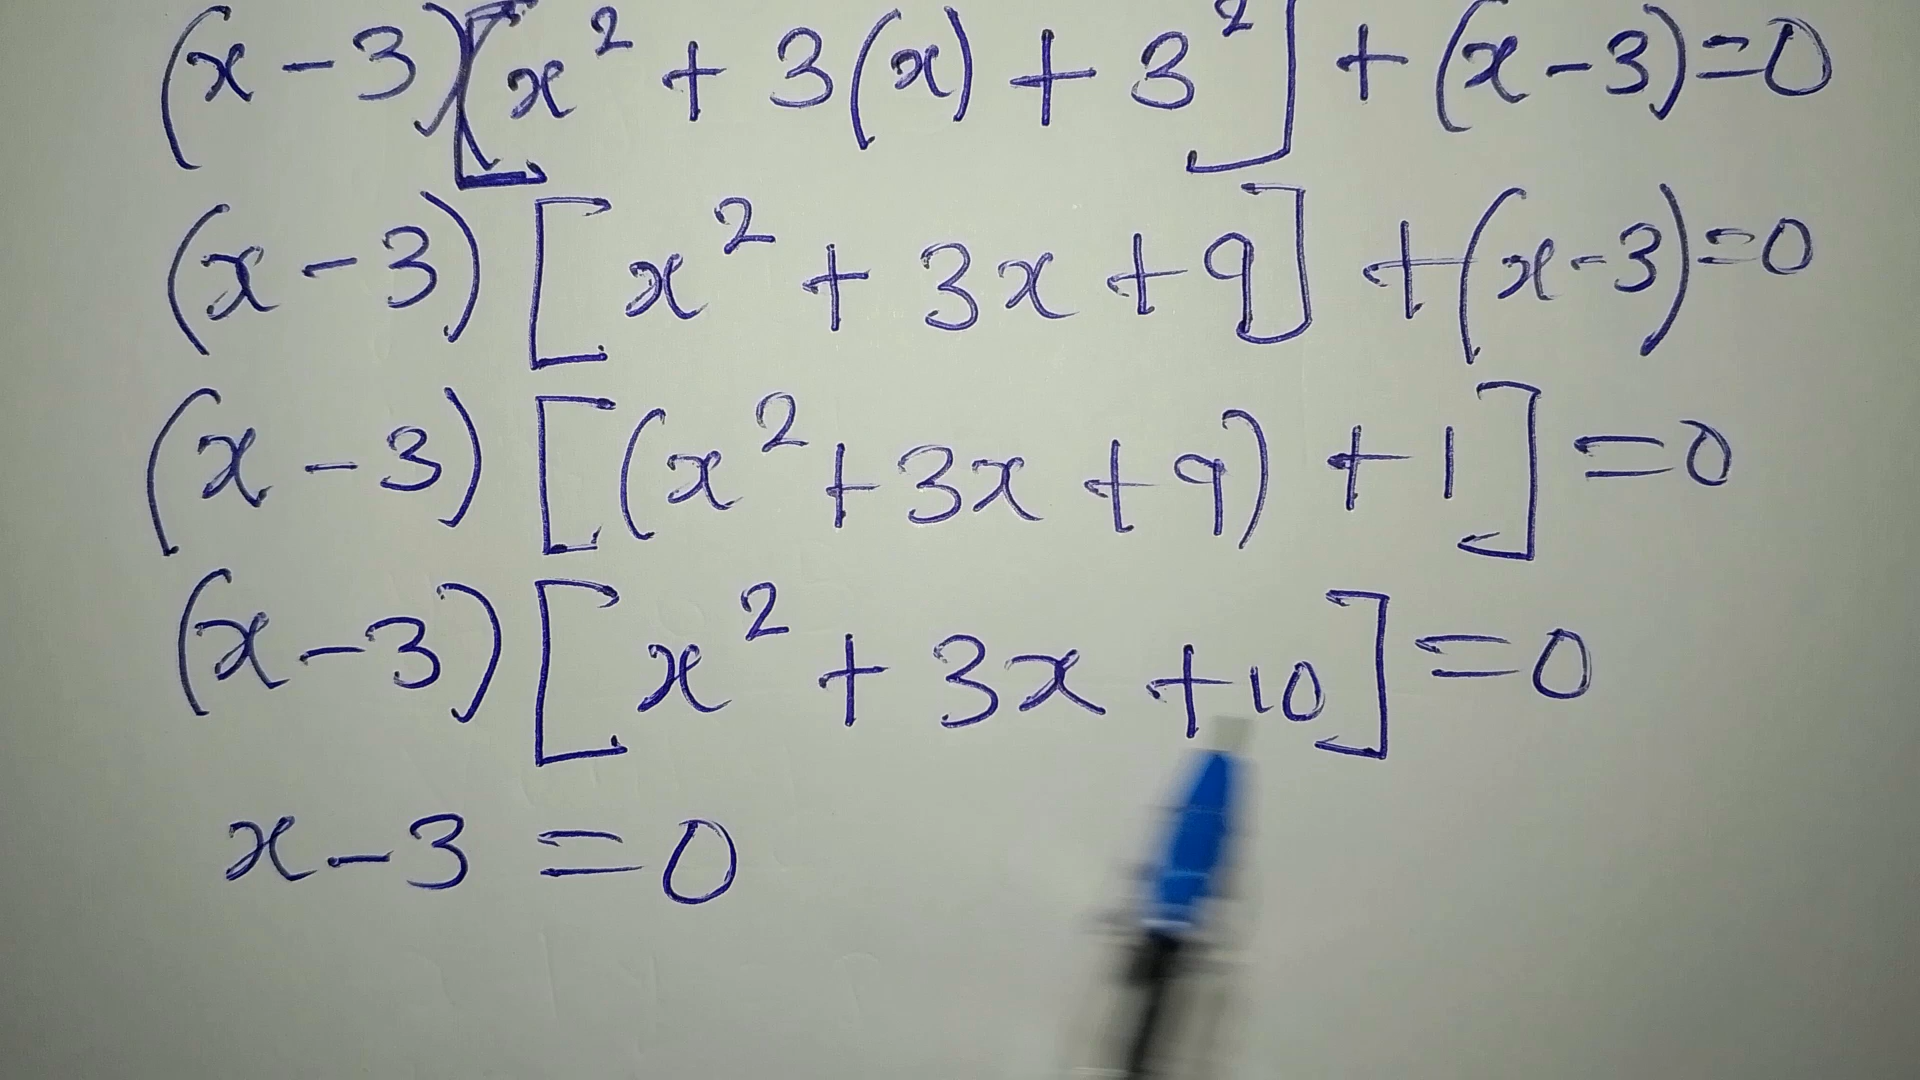 (x-3)[x² + 3(x) + 3²] + (x-3)=0
(x-3) [x² + 3x +9] +(x-3)=0
(x-3) [(x²+3x +9) +1] =0
(x-3) [x² + 3x +10] =0
x-3 =0